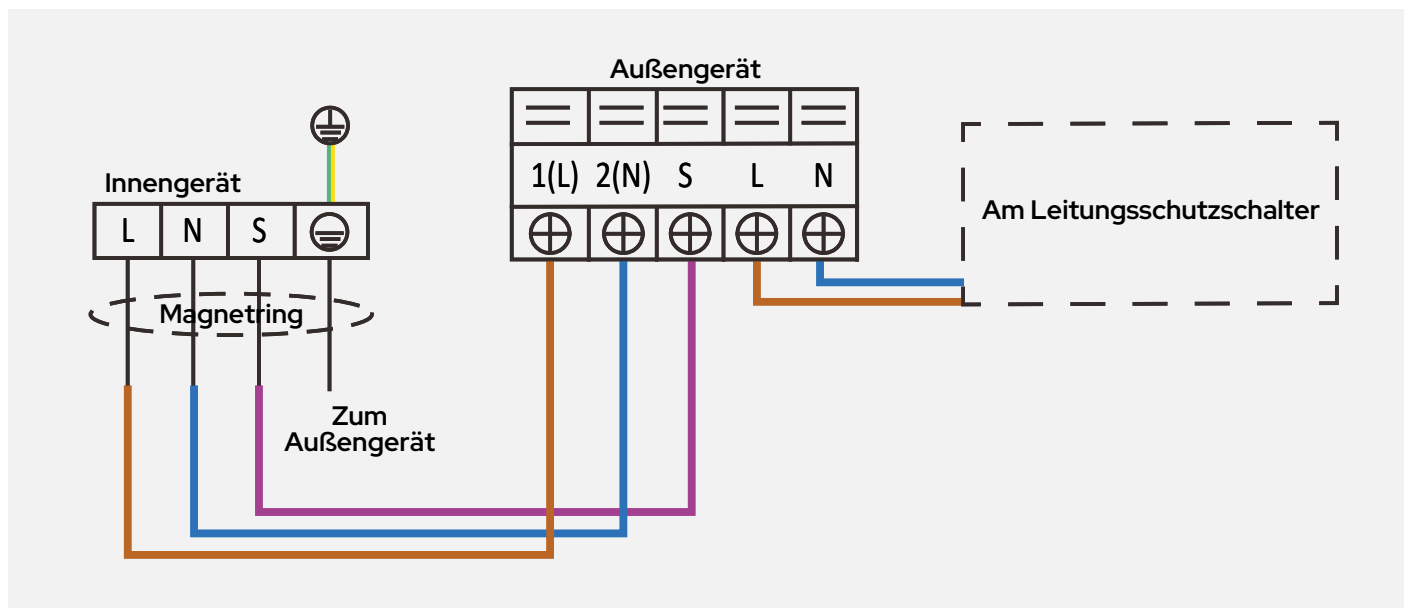 Außengerät
1(L) 2(N) S L N
Innengerät
L N S
Am Leitungsschutzschalter
Magnetring
Zum
Außengerät